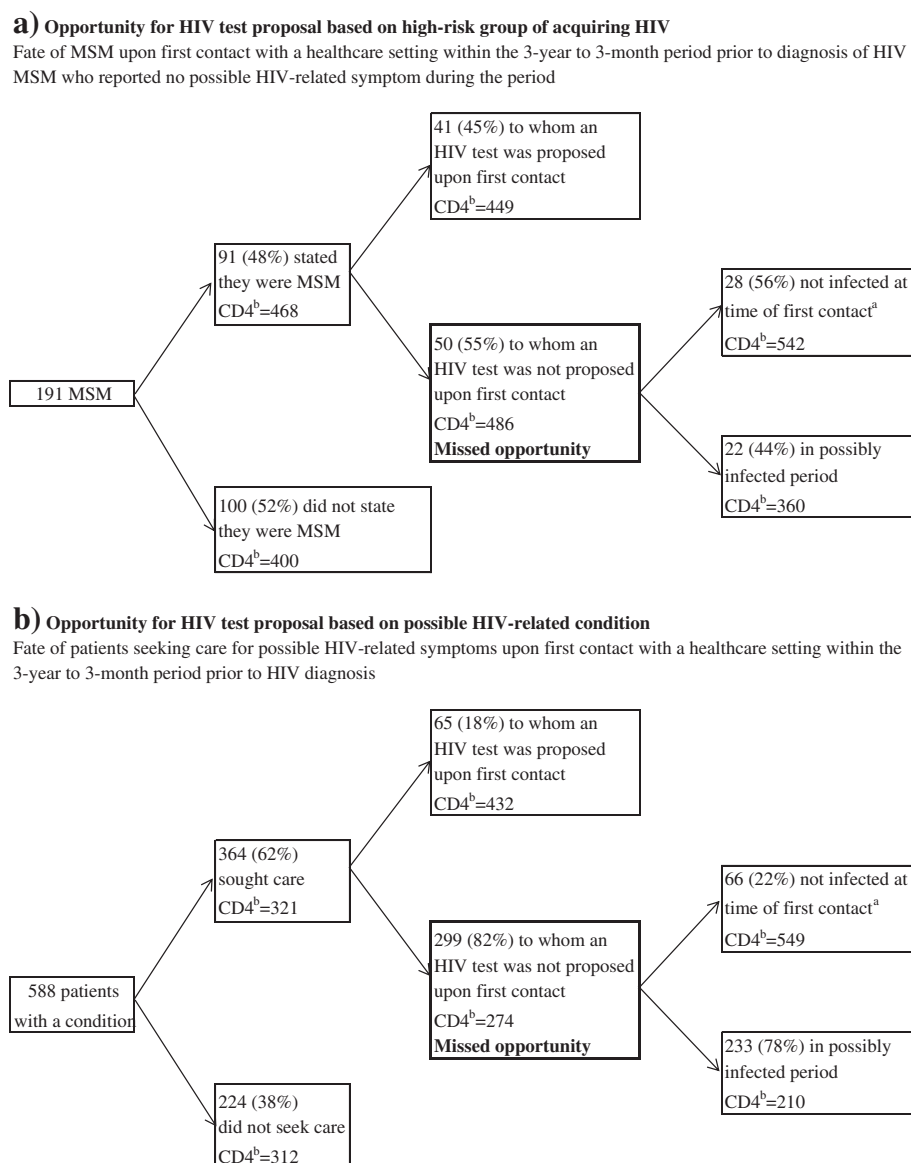 a) Opportunity for HIV test proposal based on high-risk group of acquiring HIV
Fate of MSM upon first contact with a healthcare setting within the 3-year to 3-month period prior to diagnosis of HIV
MSM who reported no possible HIV-related symptom during the period
41 (45%) to whom an
HIV test was proposed
upon first contact
CD4ᵇ=449
91 (48%) stated
they were MSM
CD4ᵇ=468
28 (56%) not infected at
time of first contactᵃ
CD4ᵇ=542
50 (55%) to whom an
HIV test was not proposed
upon first contact
CD4ᵇ=486
Missed opportunity
191 MSM
22 (44%) in possibly
infected period
CD4ᵇ=360
100 (52%) did not state
they were MSM
CD4ᵇ=400
b) Opportunity for HIV test proposal based on possible HIV-related condition
Fate of patients seeking care for possible HIV-related symptoms upon first contact with a healthcare setting within the
3-year to 3-month period prior to HIV diagnosis
65 (18%) to whom an
HIV test was proposed
upon first contact
CD4ᵇ=432
364 (62%)
sought care
CD4ᵇ=321
66 (22%) not infected at
time of first contactᵃ
CD4ᵇ=549
299 (82%) to whom an
HIV test was not proposed
upon first contact
CD4ᵇ=274
Missed opportunity
588 patients
with a condition
233 (78%) in possibly
infected period
CD4ᵇ=210
224 (38%)
did not seek care
CD4ᵇ=312